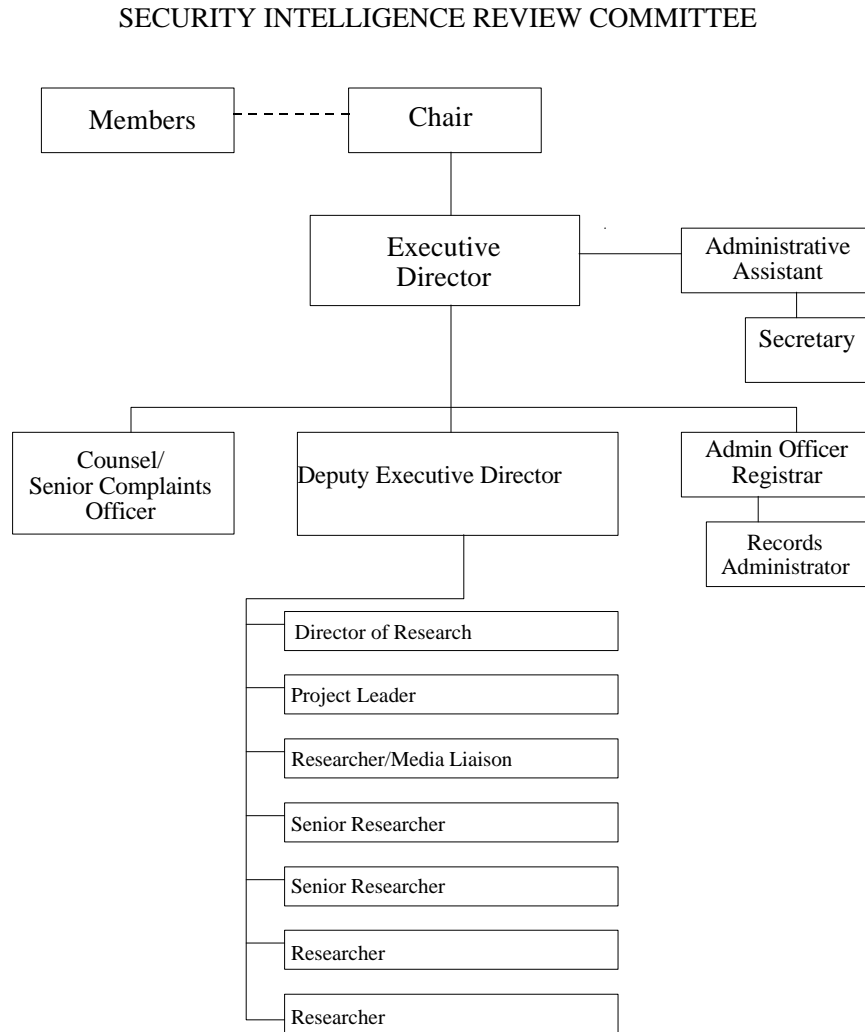 SECURITY INTELLIGENCE REVIEW COMMITTEE
Members
Chair
Executive
Director
Administrative
Assistant
Secretary
Counsel/
Senior Complaints
Officer
Deputy Executive Director
Admin Officer
Registrar
Records
Administrator
Director of Research
Project Leader
Researcher/Media Liaison
Senior Researcher
Senior Researcher
Researcher
Researcher